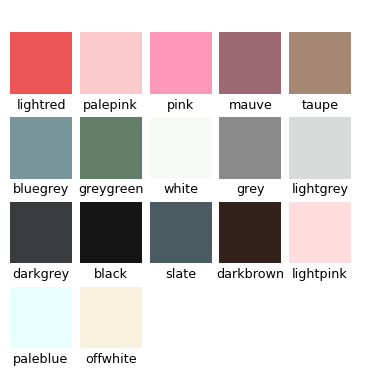 lightred palepink pink mauve taupe
bluegrey greygreen white grey lightgrey
darkgrey black slate darkbrown lightpink
paleblue offwhite